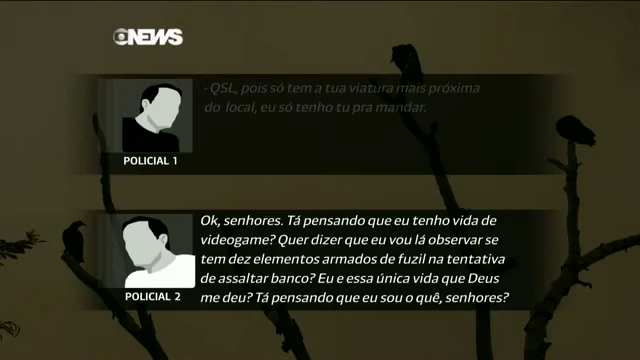 GNEWS
-QSL, pois só tem a tua viatura mais próxima
do local, eu só tenho tu pra mandar.
POLICIAL 1
Ok, senhores. Tá pensando que eu tenho vida de
videogame? Quer dizer que eu vou lá observar se
tem dez elementos armados de fuzil na tentativa
de assaltar banco? Eu e essa única vida que Deus
me deu? Tá pensando que eu sou o quê, senhores?
POLICIAL 2